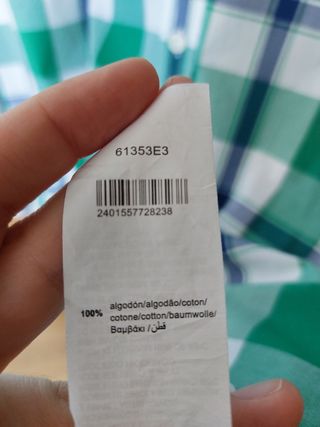 61353E3
2401557728238
100% algodón/algodão/coton/
cotone/cotton/baumwolle/
Βαμβάκι /قطن